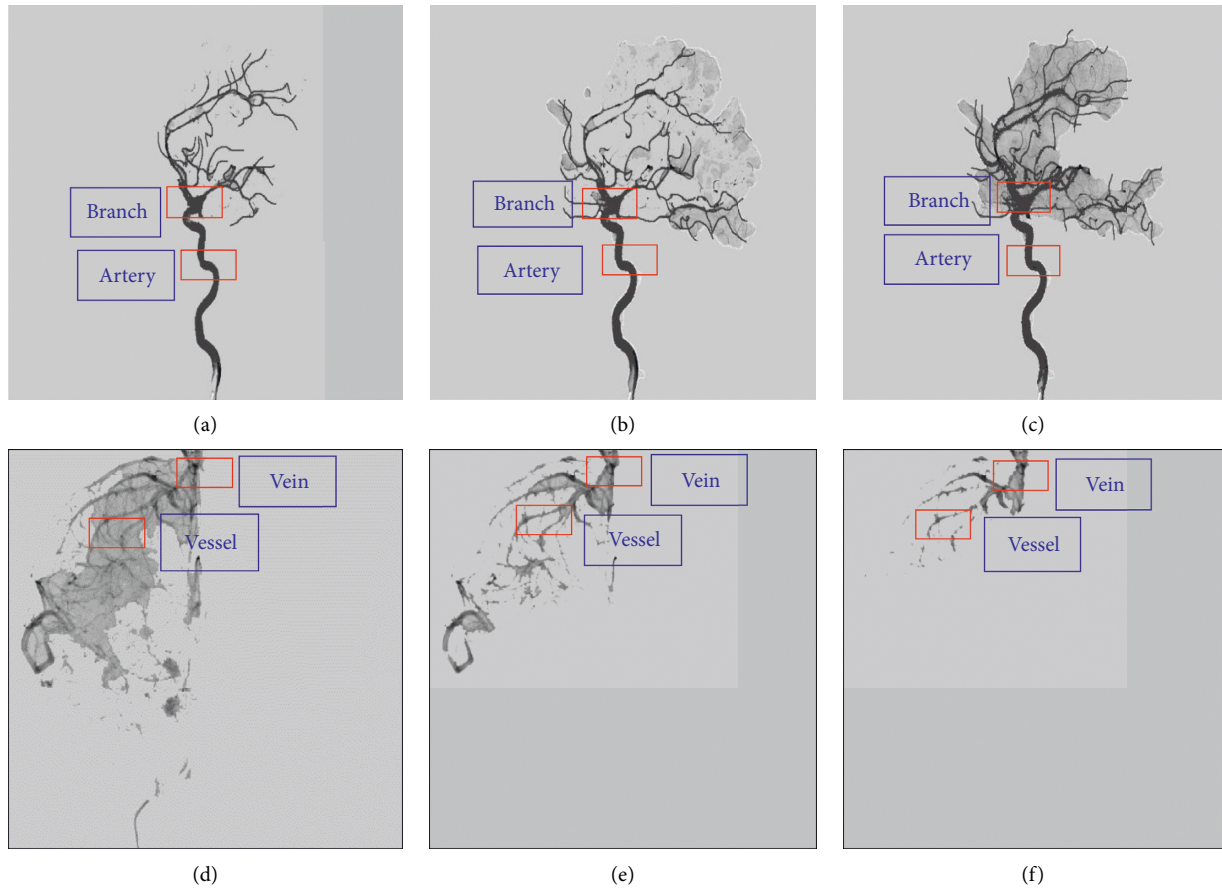 Branch
Artery
Branch
Artery
Branch
Artery
(a)
(b)
(c)
Vein
Vessel
Vein
Vessel
Vein
Vessel
(d)
(e)
(f)